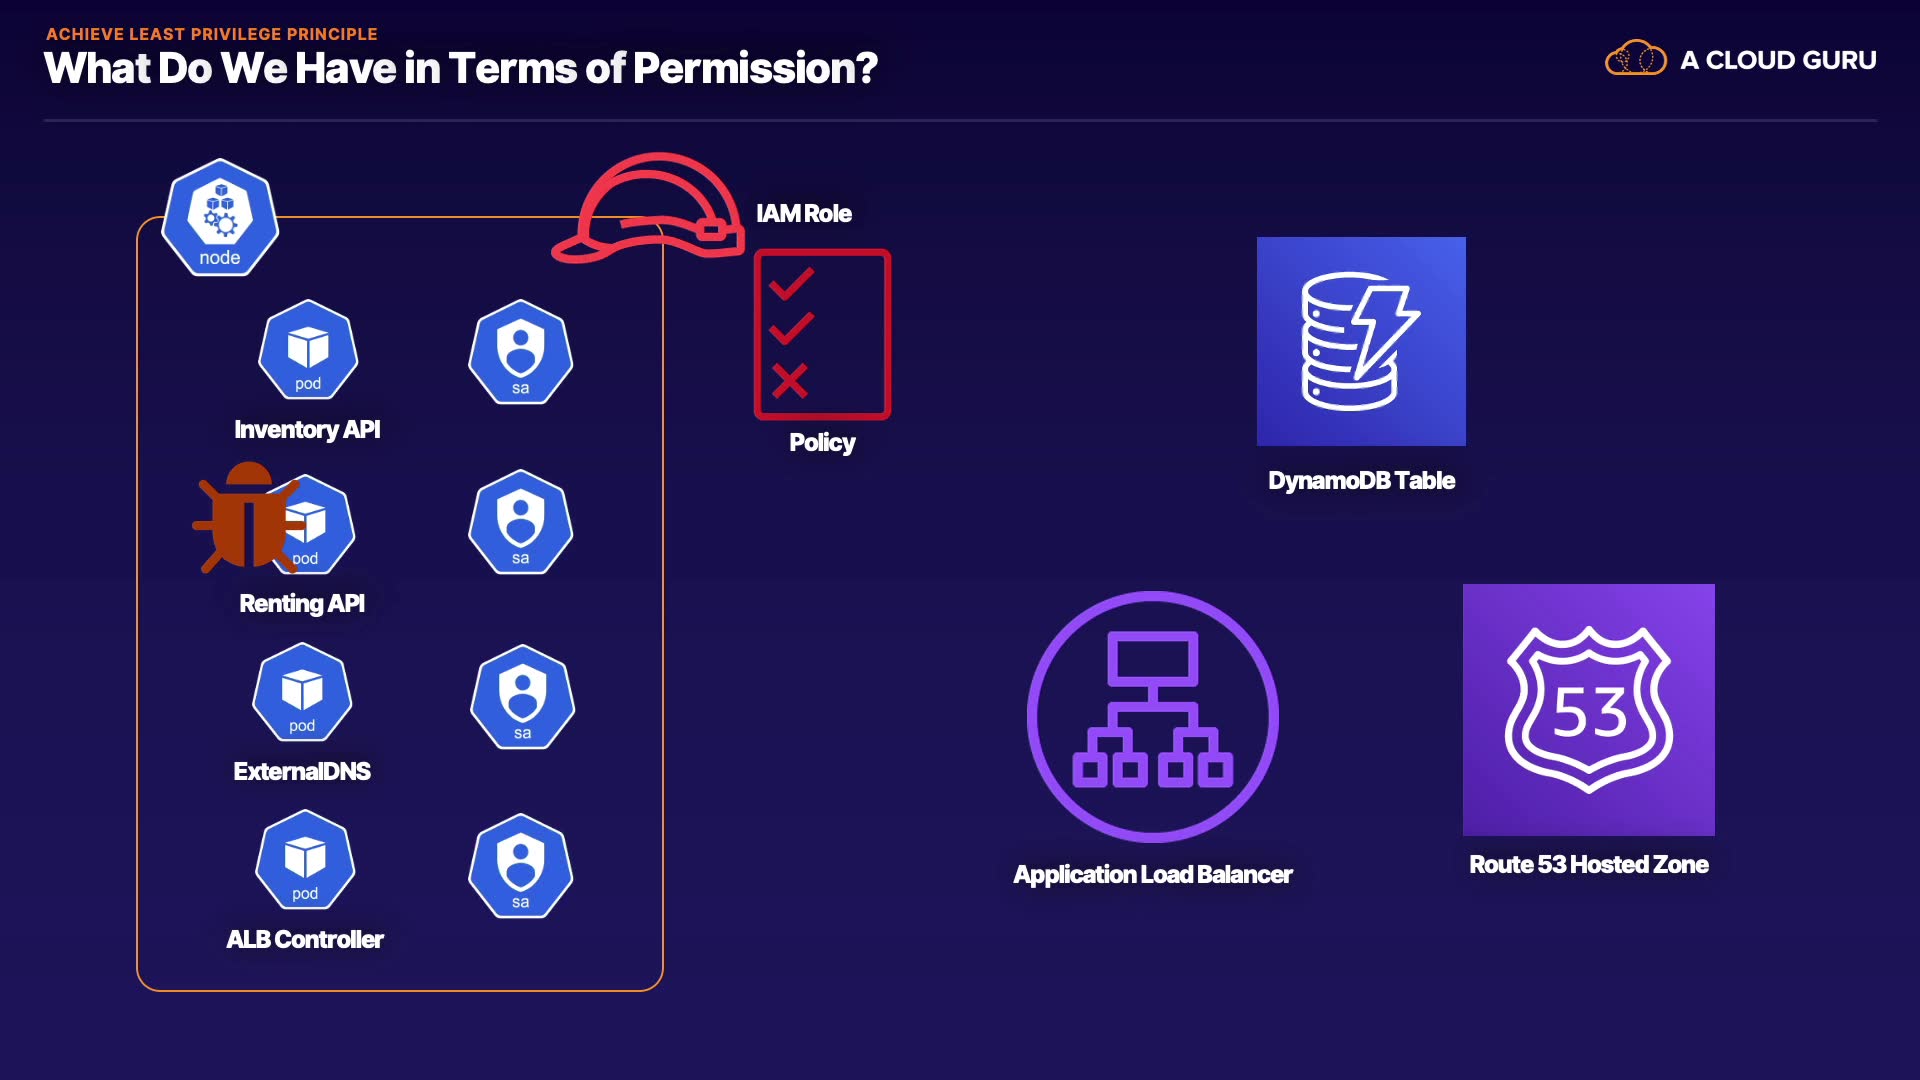 ACHIEVE LEAST PRIVILEGE PRINCIPLE
What Do We Have in Terms of Permission?
A CLOUD GURU
node
IAM Role
pod
sa
Inventory API
Policy
DynamoDB Table
pod
sa
Renting API
pod
sa
ExternalDNS
53
pod
sa
ALB Controller
Application Load Balancer
Route 53 Hosted Zone